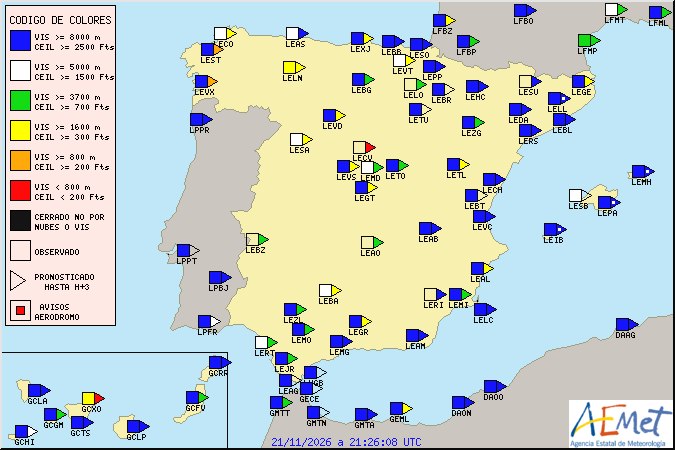 CODIGO DE COLORES
VIS >= 8000 m
CEIL >= 2500 Fts
VIS >= 5000 m
CEIL >= 1500 Fts
VIS >= 3700 m
CEIL >= 700 Fts
VIS >= 1600 m
CEIL >= 300 Fts
VIS >= 800 m
CEIL >= 200 Fts
VIS < 800 m
CEIL < 200 Fts
CERRADO NO POR
NUBES O VIS
OBSERVADO
PRONOSTICADO
HASTA H+3
AVISOS
AERODROMO
LFBO
LFMT
LFML
LFBZ
LECO
LEAS
LEXJ
LEBB
LESO
LFBP
LFMP
LEST
LEVT
LEPP
LELN
LEVX
LEBG
LELO
LEBR
LEHC
LESU
LEGE
LELL
LETU
LEDA
LEBL
LPPR
LEVD
LEZG
LERS
LESA
LECV
LEVS
LEMD
LETO
LETL
LEMH
LEGT
LECH
LEBT
LESB
LEPA
LEVC
LEAB
LEIB
LEBZ
LEAO
LPPT
LEAL
LPBJ
LEBA
LERI
LEMI
LELC
LEZL
LPFR
LEMO
LEGR
DAAG
LERT
LEMG
LEAM
LEJR
GCRR
LXGB
LEAG
GECE
DAOO
GCLA
GCXO
GCFV
GMTT
DAON
GCGM
GMTN
GMTA
GEML
GCTS
GCLP
GCHI
21/11/2026 a 21:26:08 UTC
AEMet
Agencia Estatal de Meteorología